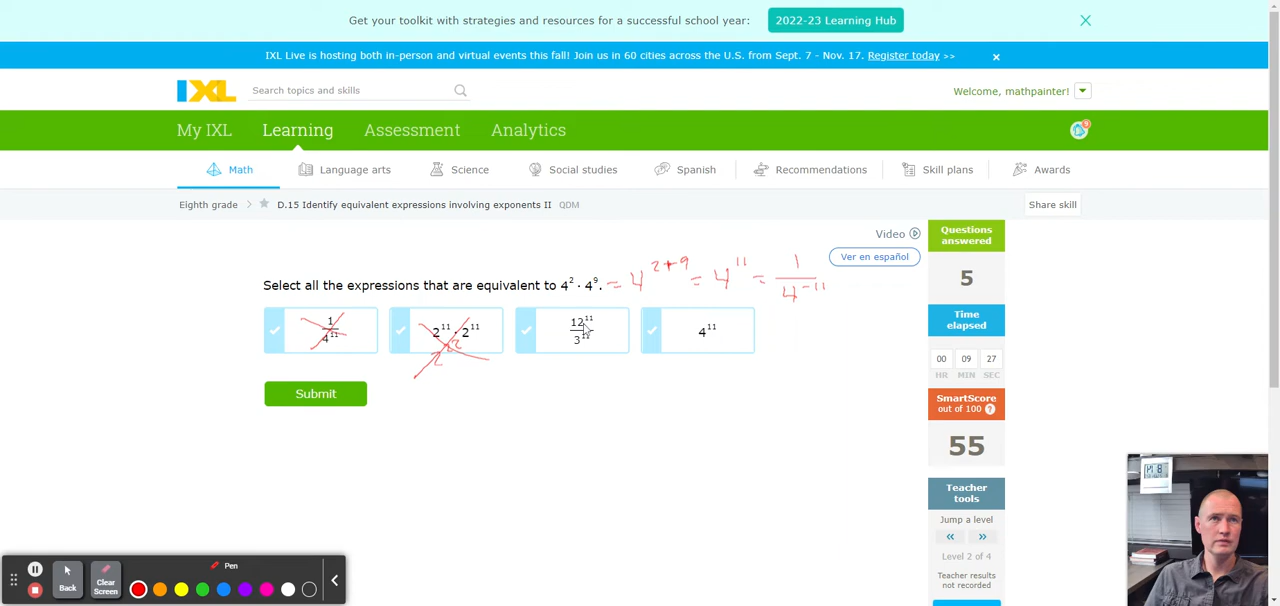 Get your toolkit with strategies and resources for a successful school year: 2022-23 Learning Hub
IXL Live is hosting both in-person and virtual events this fall! Join us in 60 cities across the U.S. from Sept. 7 - Nov. 17. Register today >>
IXL Search topics and skills Welcome, mathpainter!
My IXL Learning Assessment Analytics 9
Math Language arts Science Social studies Spanish Recommendations Skill plans Awards
Eighth grade > D.15 Identify equivalent expressions involving exponents II QDM Share skill
Video
Ver en español
Select all the expressions that are equivalent to 4² · 4⁹. = 4²⁺⁹ = 4¹¹ = 1/4⁻¹¹
1/4¹¹ 2¹¹ · 2¹¹ 12¹¹/3¹¹ 4¹¹
2²²
Submit
Questions answered
5
Time elapsed
00 09 27
HR MIN SEC
SmartScore
out of 100 ?
55
Teacher tools
Jump a level
<< >>
Level 2 of 4
Teacher results not recorded
Back
Clear Screen
Pen